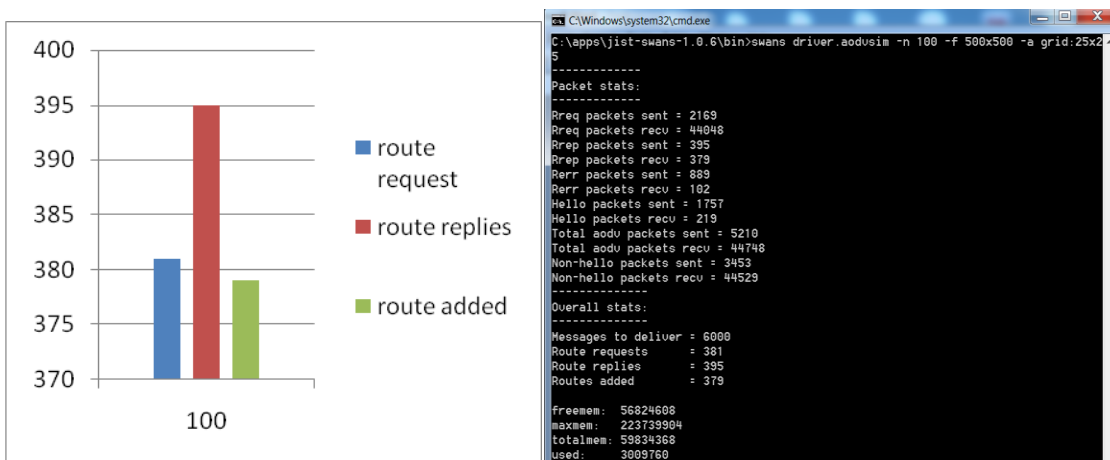 400
395
390
385
380
375
370
100
route
request
route replies
route added
C:\Windows\system32\cmd.exe
C:\apps\jist-swans-1.0.6\bin>swans driver.aodvsim -n 100 -f 500x500 -a grid:25x2
5
-------------
Packet stats:
-------------
Rreq packets sent = 2169
Rreq packets recv = 44048
Rrep packets sent = 395
Rrep packets recv = 379
Rerr packets sent = 889
Rerr packets recv = 102
Hello packets sent = 1757
Hello packets recv = 219
Total aodv packets sent = 5210
Total aodv packets recv = 44748
Non-hello packets sent = 3453
Non-hello packets recv = 44529
--------------
Overall stats:
--------------
Messages to deliver = 6000
Route requests      = 381
Route replies       = 395
Routes added        = 379
freemem:  56824608
maxmem:   223739904
totalmem: 59834368
used:     3009760